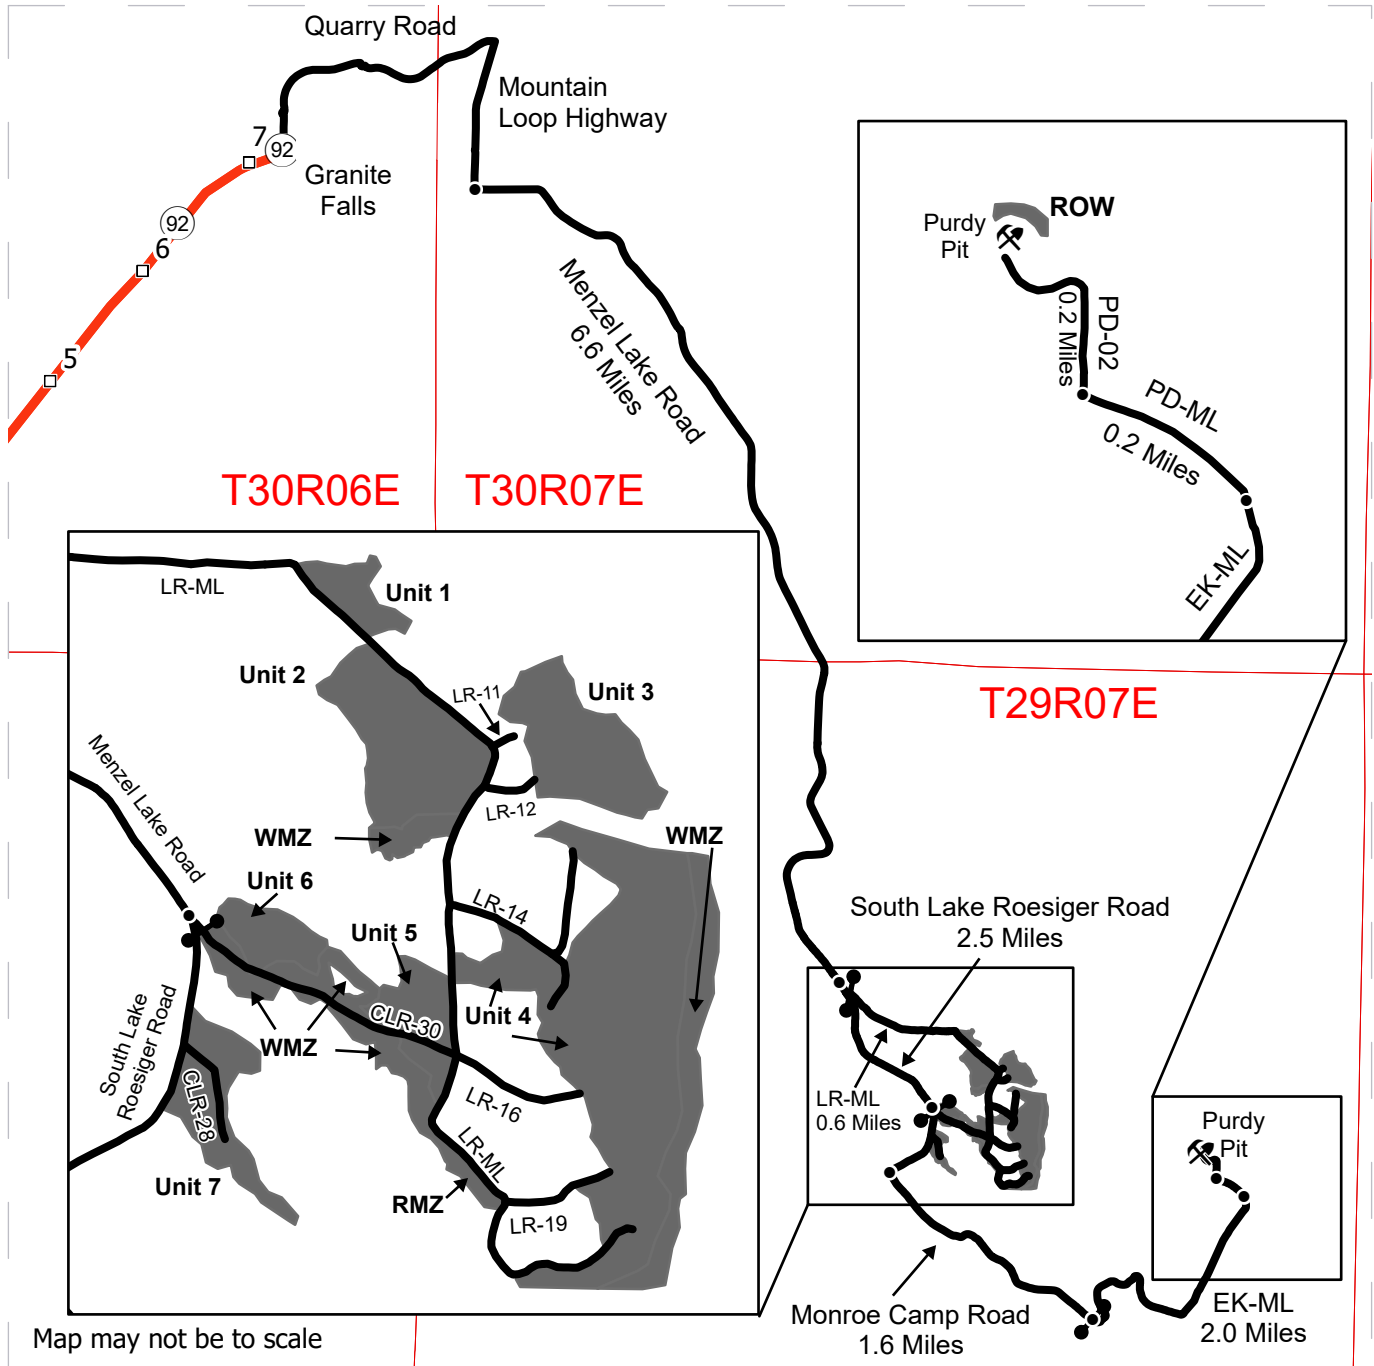 Quarry Road
Mountain
Loop Highway
7
92
Granite
Falls
92
6
5
Menzel Lake Road
6.6 Miles
Purdy
Pit
ROW
0.2 Miles
PD-02
PD-ML
0.2 Miles
EK-ML
T30R06E
T30R07E
T29R07E
LR-ML
Unit 1
Unit 2
LR-11
Unit 3
LR-12
WMZ
WMZ
Menzel Lake Road
Unit 6
LR-14
Unit 5
Unit 4
CLR-30
WMZ
South Lake
Roesiger Road
CLR-28
LR-16
LR-ML
Unit 7
RMZ
LR-19
South Lake Roesiger Road
2.5 Miles
LR-ML
0.6 Miles
Purdy
Pit
Monroe Camp Road
1.6 Miles
EK-ML
2.0 Miles
Map may not be to scale